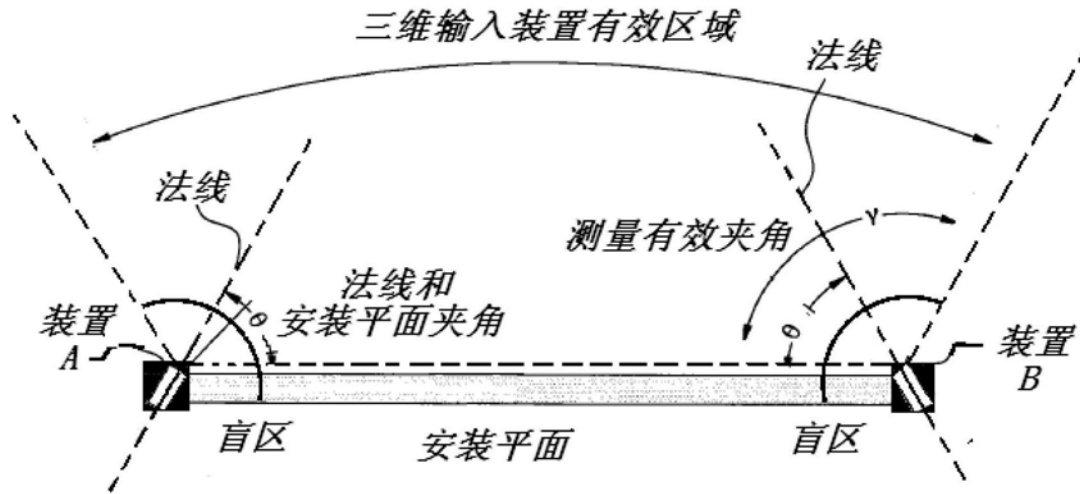 三维输入装置有效区域
法线
法线
测量有效夹角
γ
法线和
安装平面夹角
θ
θ
装置
A
装置
B
盲区
安装平面
盲区